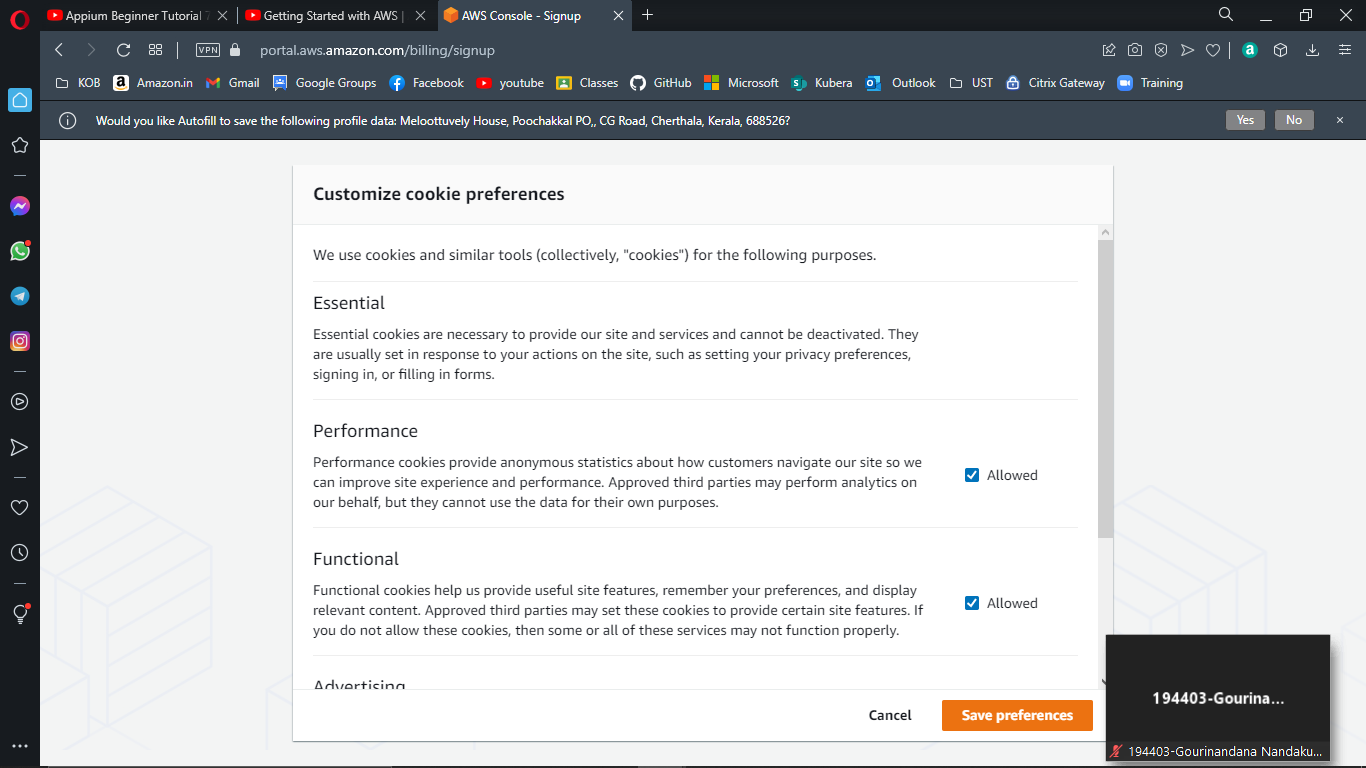 Appium Beginner Tutorial 7
Getting Started with AWS |
AWS Console - Signup
VPN
portal.aws.amazon.com/billing/signup
a
KOB
a
Amazon.in
Gmail
Google Groups
Facebook
youtube
Classes
GitHub
Microsoft
Kubera
Outlook
UST
Citrix Gateway
Training
Would you like Autofill to save the following profile data: Meloottuvely House, Poochakkal PO,, CG Road, Cherthala, Kerala, 688526?
Yes
No
Customize cookie preferences
We use cookies and similar tools (collectively, "cookies") for the following purposes.
Essential
Essential cookies are necessary to provide our site and services and cannot be deactivated. They
are usually set in response to your actions on the site, such as setting your privacy preferences,
signing in, or filling in forms.
Performance
Performance cookies provide anonymous statistics about how customers navigate our site so we
can improve site experience and performance. Approved third parties may perform analytics on
our behalf, but they cannot use the data for their own purposes.
Allowed
Functional
Functional cookies help us provide useful site features, remember your preferences, and display
relevant content. Approved third parties may set these cookies to provide certain site features. If
you do not allow these cookies, then some or all of these services may not function properly.
Allowed
Advertising
Cancel
Save preferences
194403-Gourina...
194403-Gourinandana Nandaku...